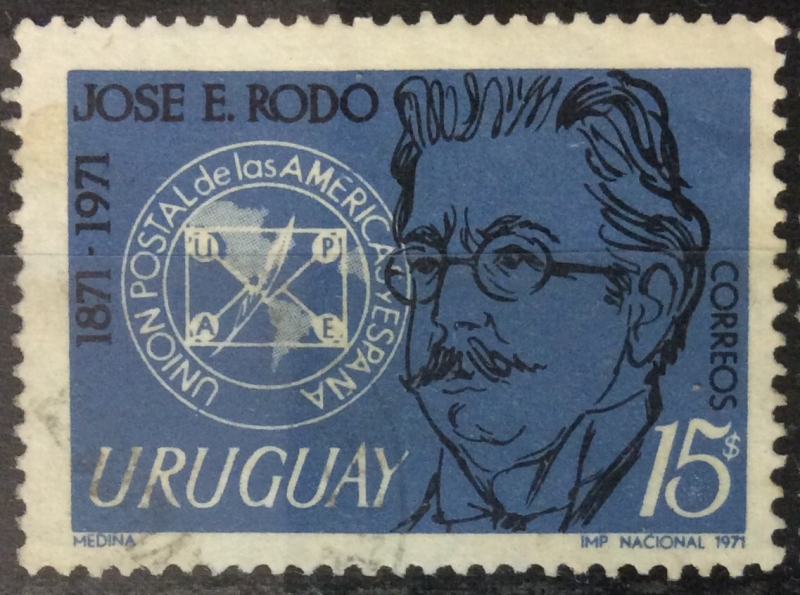 JOSE E. RODO
1871-1971
UNION POSTAL de las AMERICAS Y ESPAÑA
U P
A E
CORREOS
URUGUAY
15$
MEDINA
IMP NACIONAL 1971